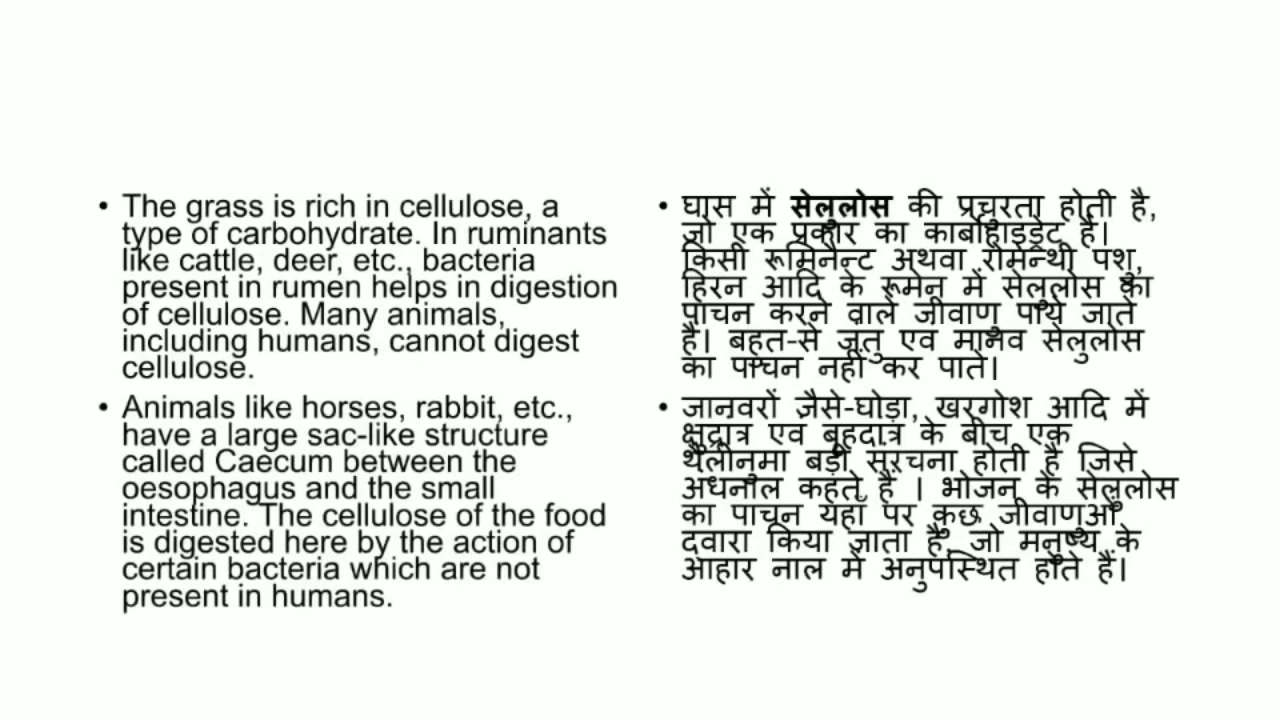 • The grass is rich in cellulose, a
type of carbohydrate. In ruminants
like cattle, deer, etc., bacteria
present in rumen helps in digestion
of cellulose. Many animals,
including humans, cannot digest
cellulose.
• Animals like horses, rabbit, etc.,
have a large sac-like structure
called Caecum between the
oesophagus and the small
intestine. The cellulose of the food
is digested here by the action of
certain bacteria which are not
present in humans.
• घास में सेलुलोस की प्रचुरता होती है,
जो एक प्रकार का कार्बोहाइड्रेट है।
किसी रूमिनैन्ट अथवा रोमन्थी पशु,
हिरन आदि के रूमेन में सेलुलोस का
पाचन करने वाले जीवाणु पाये जाते
है। बहुत-से जंतु एवं मानव सेलुलोस
का पाचन नहीं कर पाते।
• जानवरों जैसे-घोड़ा, खरगोश आदि में
क्षुद्रांत्र एवं बृहदांत्र के बीच एक
थैलीनुमा बड़ी संरचना होती है जिसे
अंधनाल कहते हैं । भोजन के सेलुलोस
का पाचन यहाँ पर कुछ जीवाणुओं
द्वारा किया जाता है, जो मनुष्य के
आहार नाल में अनुपस्थित होते हैं।